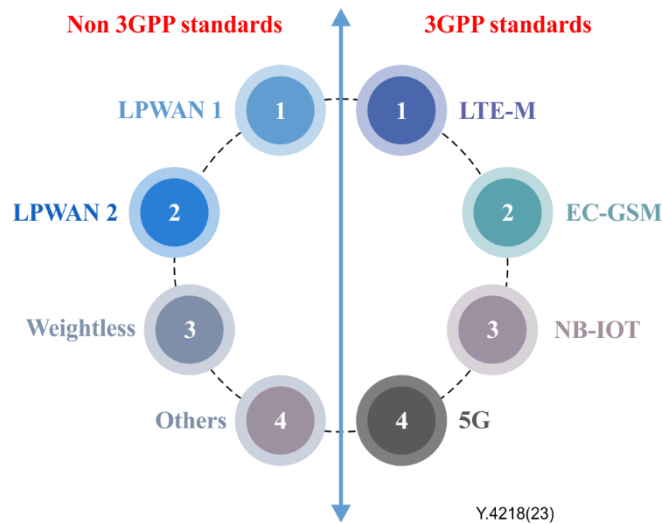 Non 3GPP standards
3GPP standards
LPWAN 1
1
1
LTE-M
LPWAN 2
2
2
EC-GSM
Weightless
3
3
NB-IOT
Others
4
4
5G
Y.4218(23)